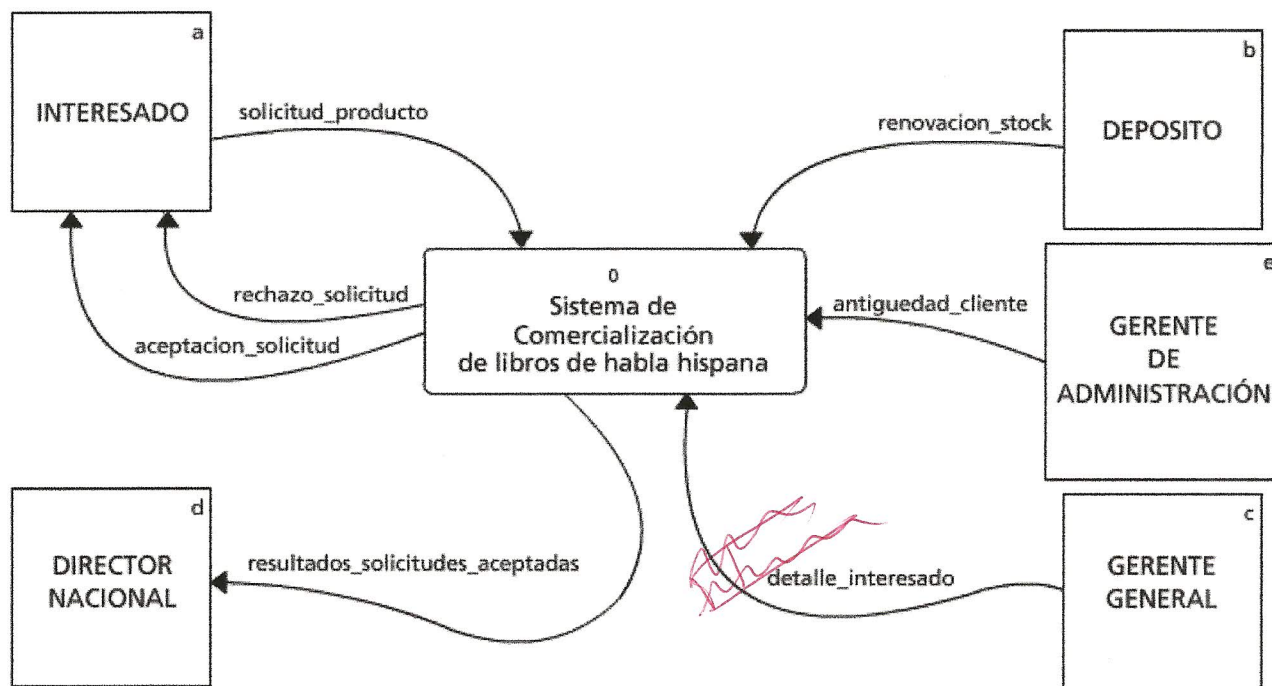 a
INTERESADO
solicitud_producto
b
renovacion_stock
DEPOSITO
rechazo_solicitud
aceptacion_solicitud
0
Sistema de
Comercialización
de libros de habla hispana
e
antiguedad_cliente
GERENTE
DE
ADMINISTRACIÓN
d
DIRECTOR
NACIONAL
resultados_solicitudes_aceptadas
c
detalle_interesado
GERENTE
GENERAL